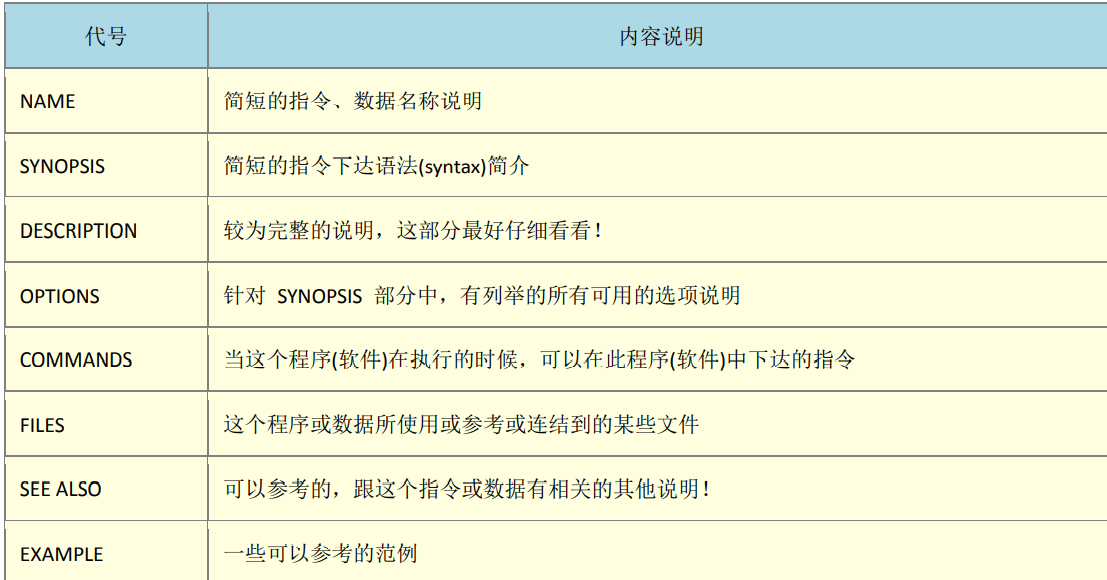 代号 内容说明
NAME 简短的指令、数据名称说明
SYNOPSIS 简短的指令下达语法(syntax)简介
DESCRIPTION 较为完整的说明，这部分最好仔细看看！
OPTIONS 针对 SYNOPSIS 部分中，有列举的所有可用的选项说明
COMMANDS 当这个程序(软件)在执行的时候，可以在此程序(软件)中下达的指令
FILES 这个程序或数据所使用或参考或连结到的某些文件
SEE ALSO 可以参考的，跟这个指令或数据有相关的其他说明！
EXAMPLE 一些可以参考的范例